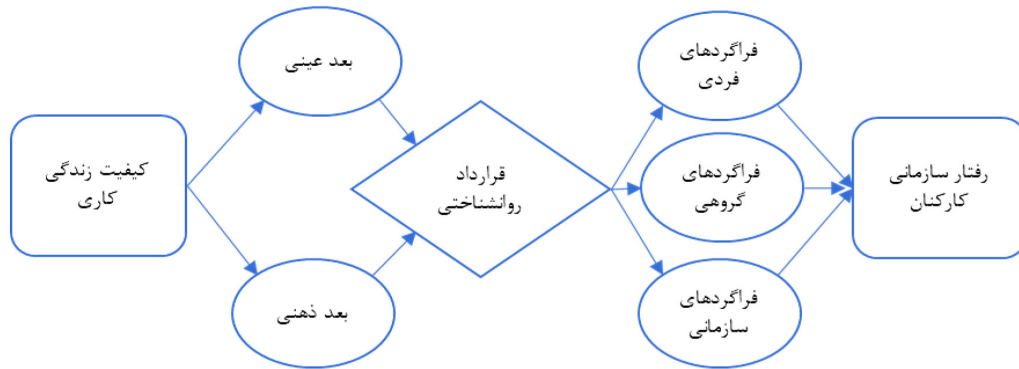 کیفیت زندگی
کاری
بعد عینی
بعد ذهنی
قرارداد
روانشناختی
فراگردهای
فردی
فراگردهای
گروهی
فراگردهای
سازمانی
رفتار سازمانی
کارکنان